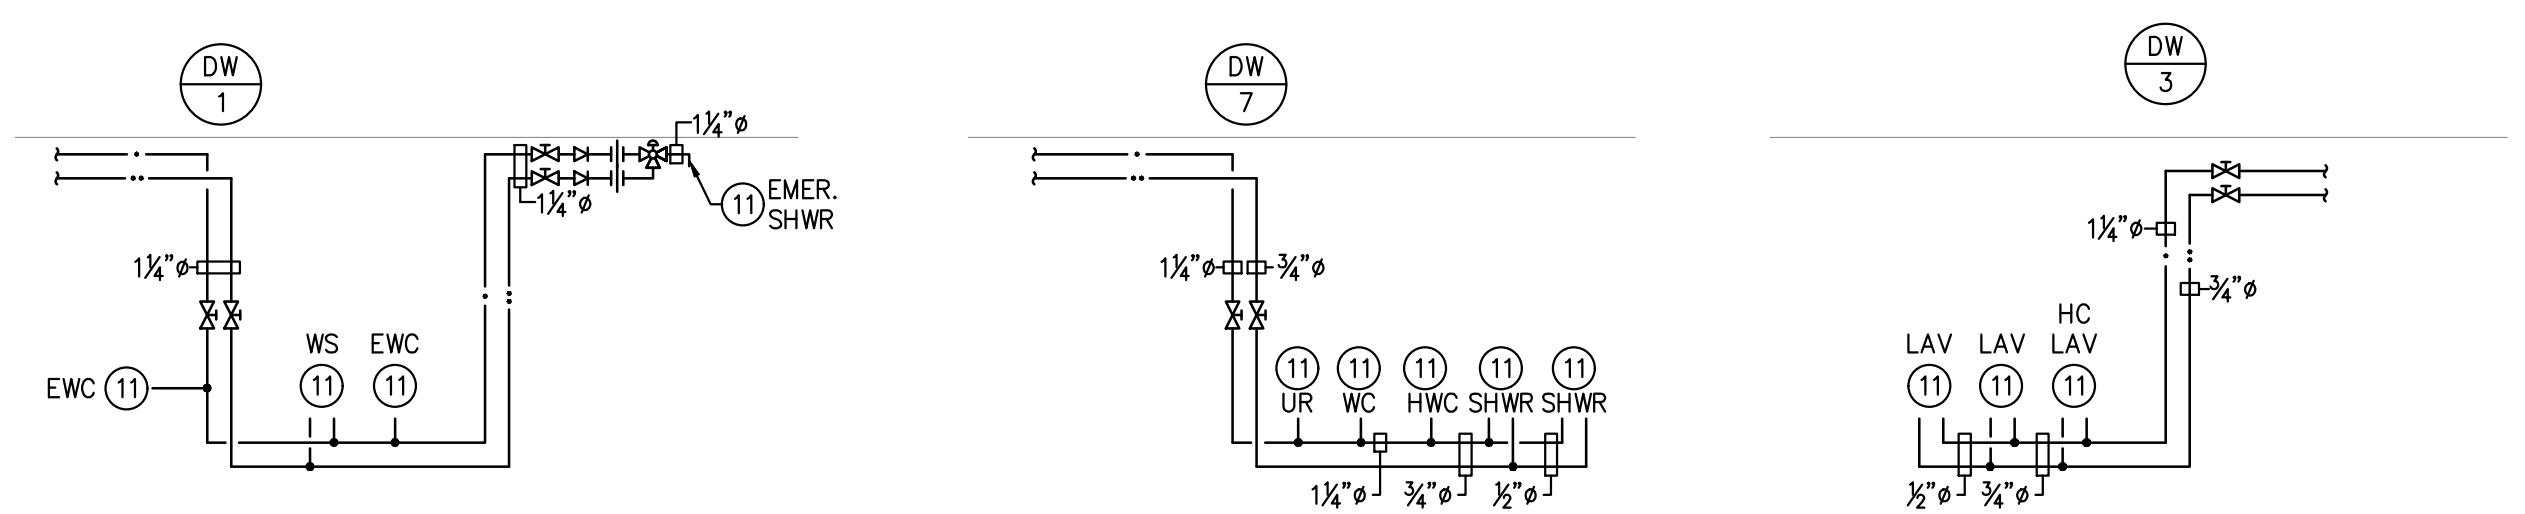 DW
1
1¼"ø
1¼"ø
11 EMER.
SHWR
1¼"ø
WS EWC
11 11
EWC 11
DW
7
1¼"ø ¾"ø
11 11 11 11 11
UR WC HWC SHWR SHWR
1¼"ø ¾"ø ½"ø
DW
3
1¼"ø
¾"ø
HC
LAV LAV LAV
11 11 11
½"ø ¾"ø